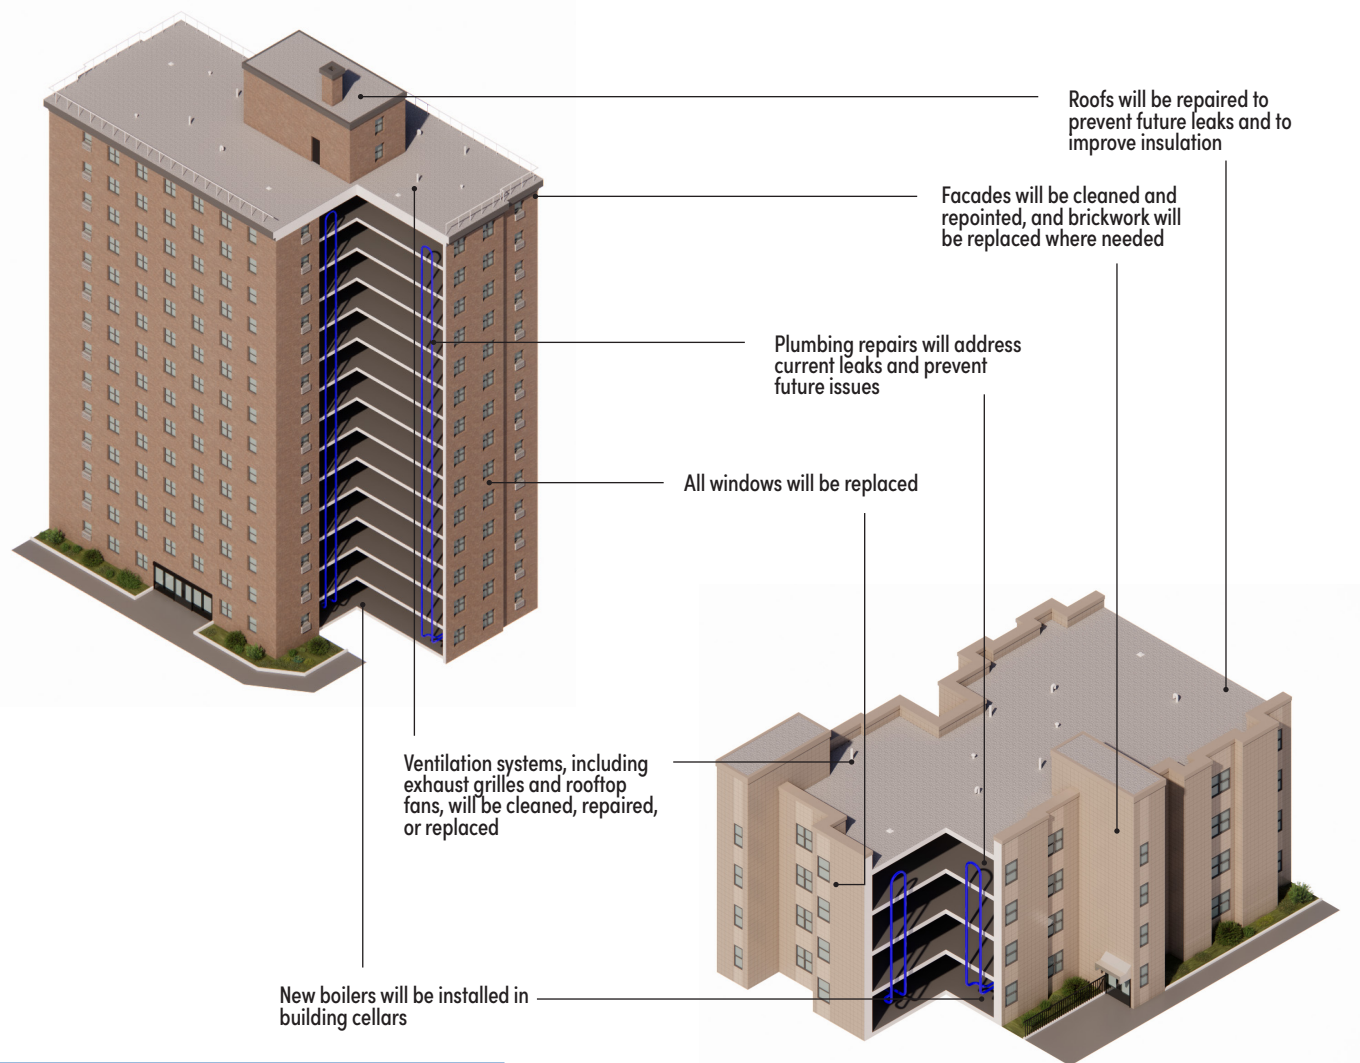 Roofs will be repaired to
prevent future leaks and to
improve insulation
Facades will be cleaned and
repointed, and brickwork will
be replaced where needed
Plumbing repairs will address
current leaks and prevent
future issues
All windows will be replaced
Ventilation systems, including
exhaust grilles and rooftop
fans, will be cleaned, repaired,
or replaced
New boilers will be installed in
building cellars